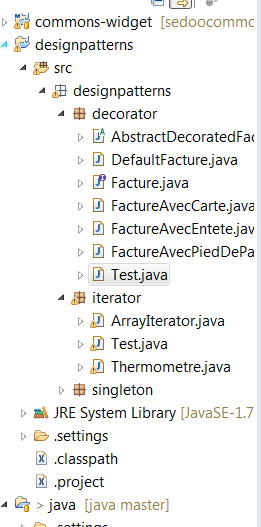 commons-widget [sedoocommo
designpatterns
src
designpatterns
decorator
AbstractDecoratedFac
DefaultFacture.java
Facture.java
FactureAvecCarte.java
FactureAvecEntete.java
FactureAvecPiedDePa
Test.java
iterator
ArrayIterator.java
Test.java
Thermometre.java
singleton
JRE System Library [JavaSE-1.7
.settings
.classpath
.project
> java [java master]
.settings